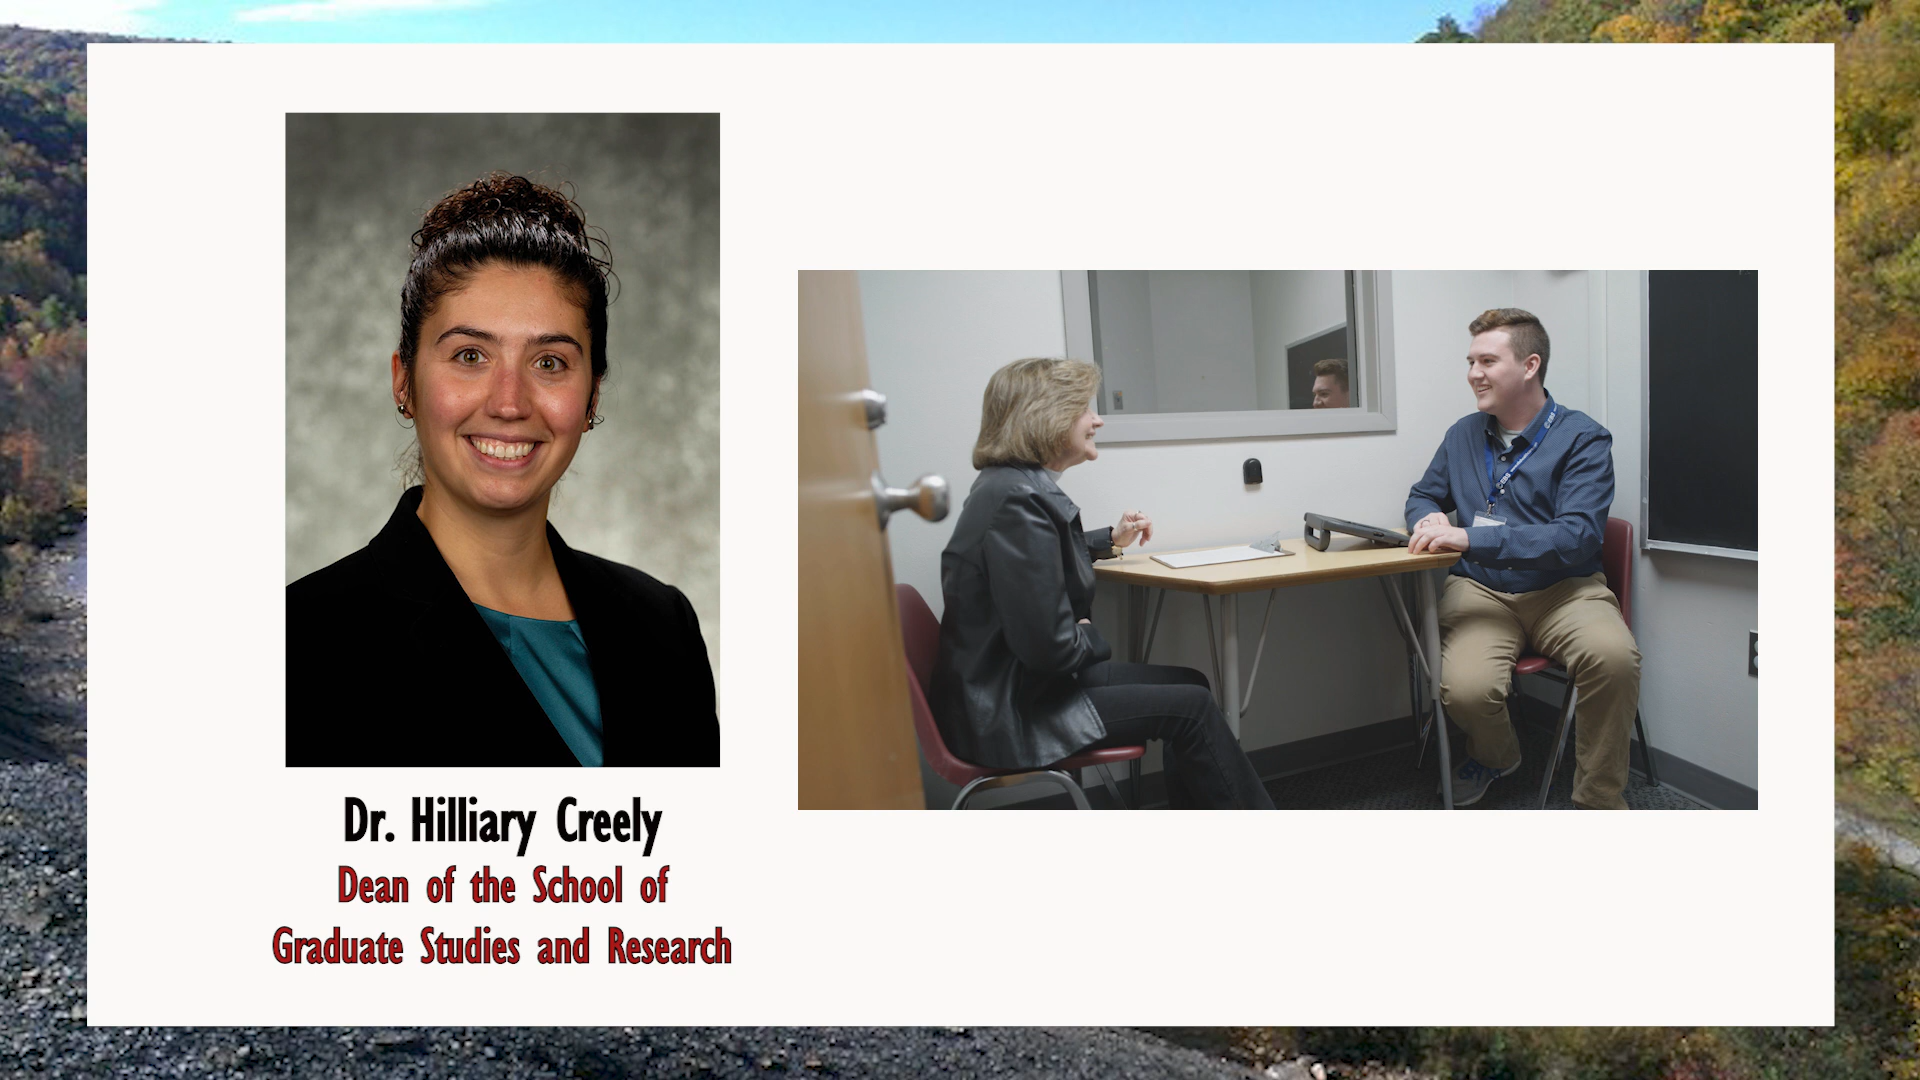 Dr. Hilliary Creely
Dean of the School of
Graduate Studies and Research